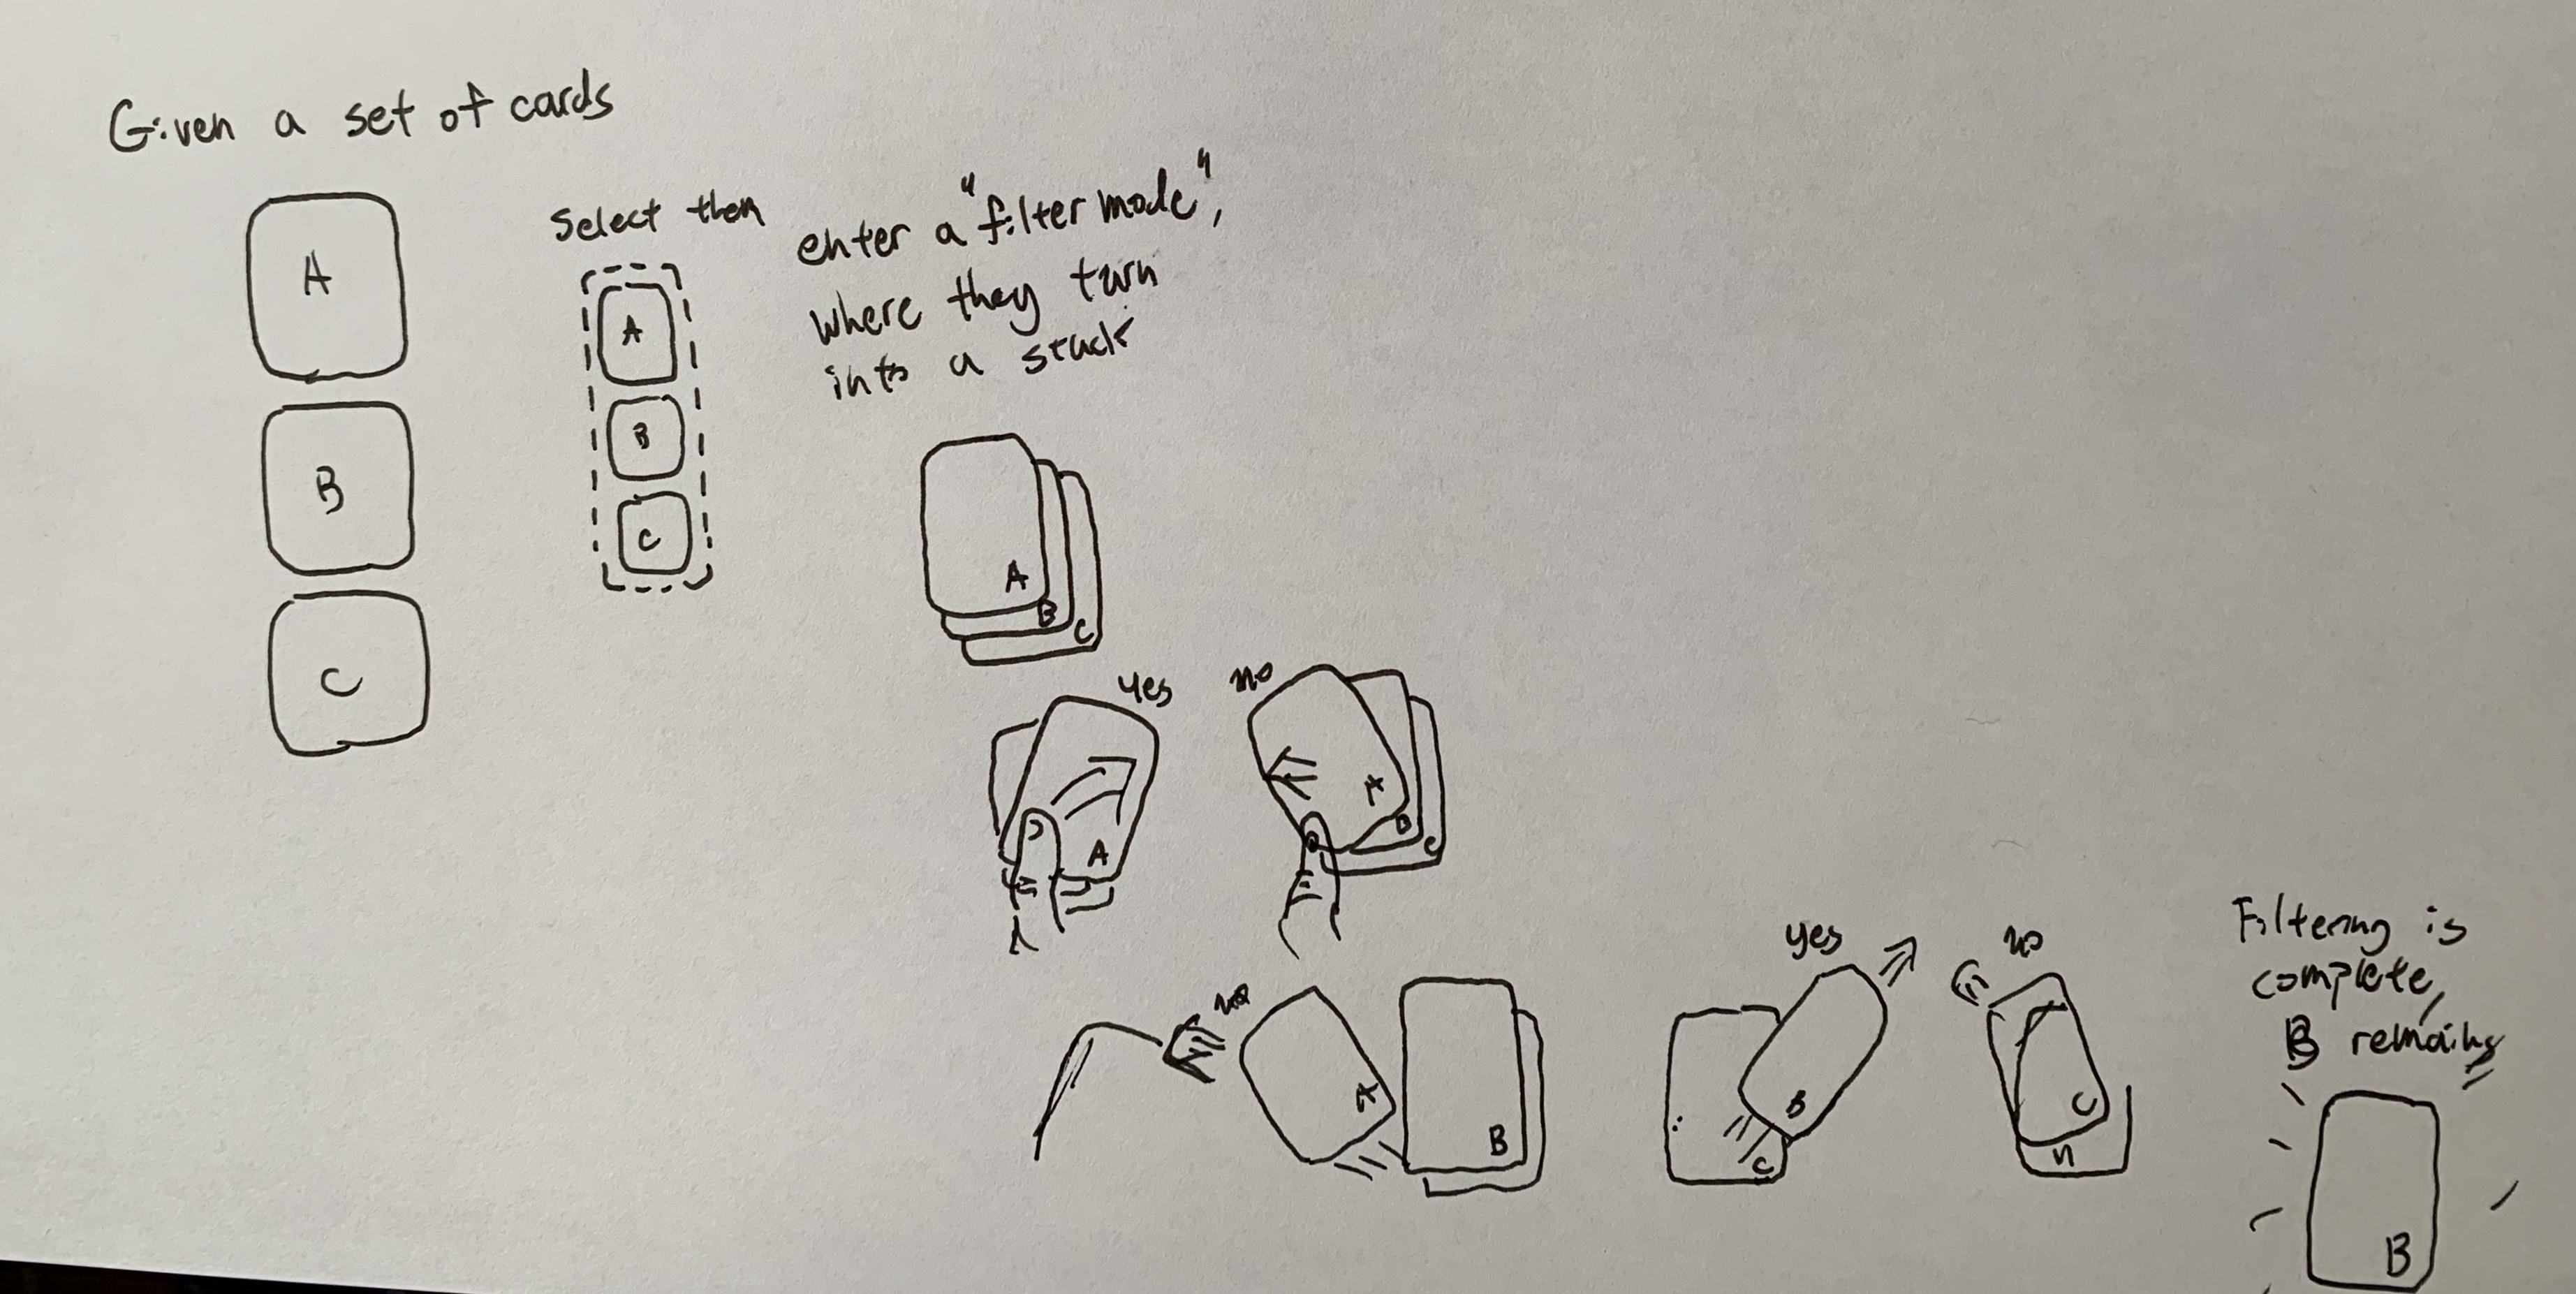 Given a set of cards
A
B
C
Select them
A
B
C
enter a "filter mode",
where they turn
into a stack
A
B
C
yes
A
no
A
B
C
no
A
B
yes
B
C
no
C
n
Filtering is
complete,
B remains
B